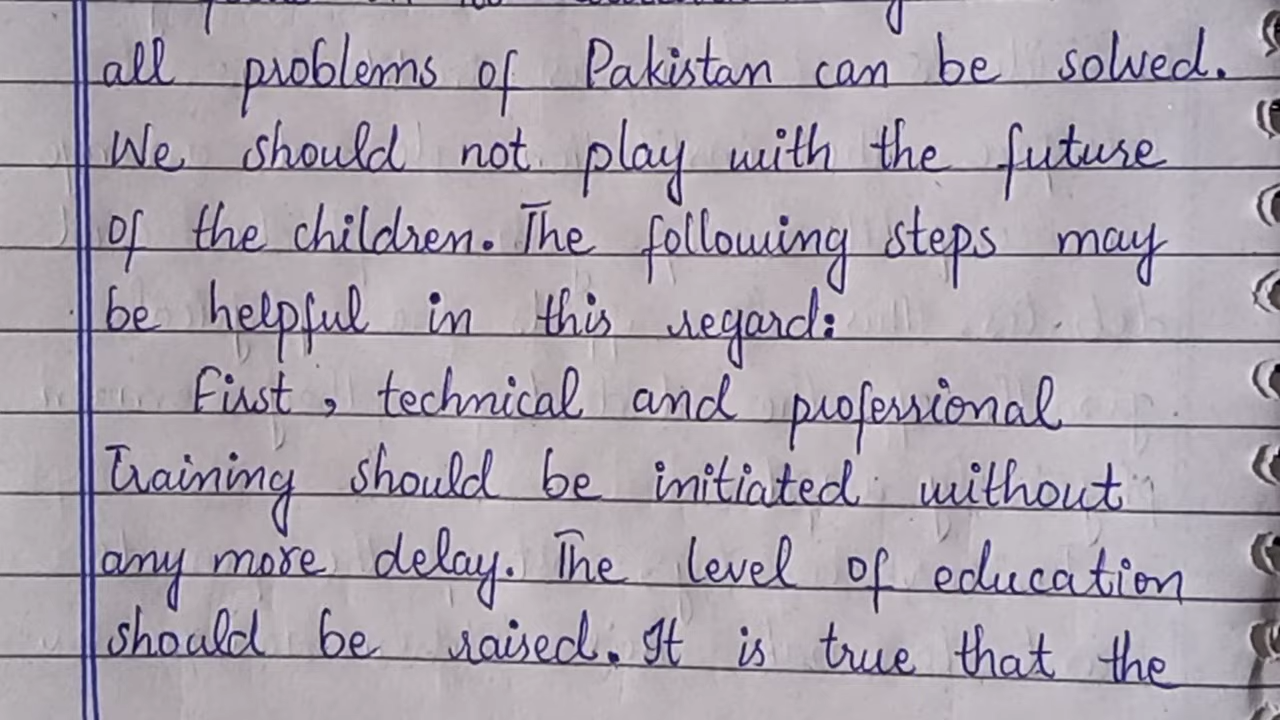 all problems of Pakistan can be solved.
We should not play with the future
of the children. The following steps may
be helpful in this regard:
First, technical and professional
Training should be initiated without
any more delay. The level of education
should be raised. It is true that the